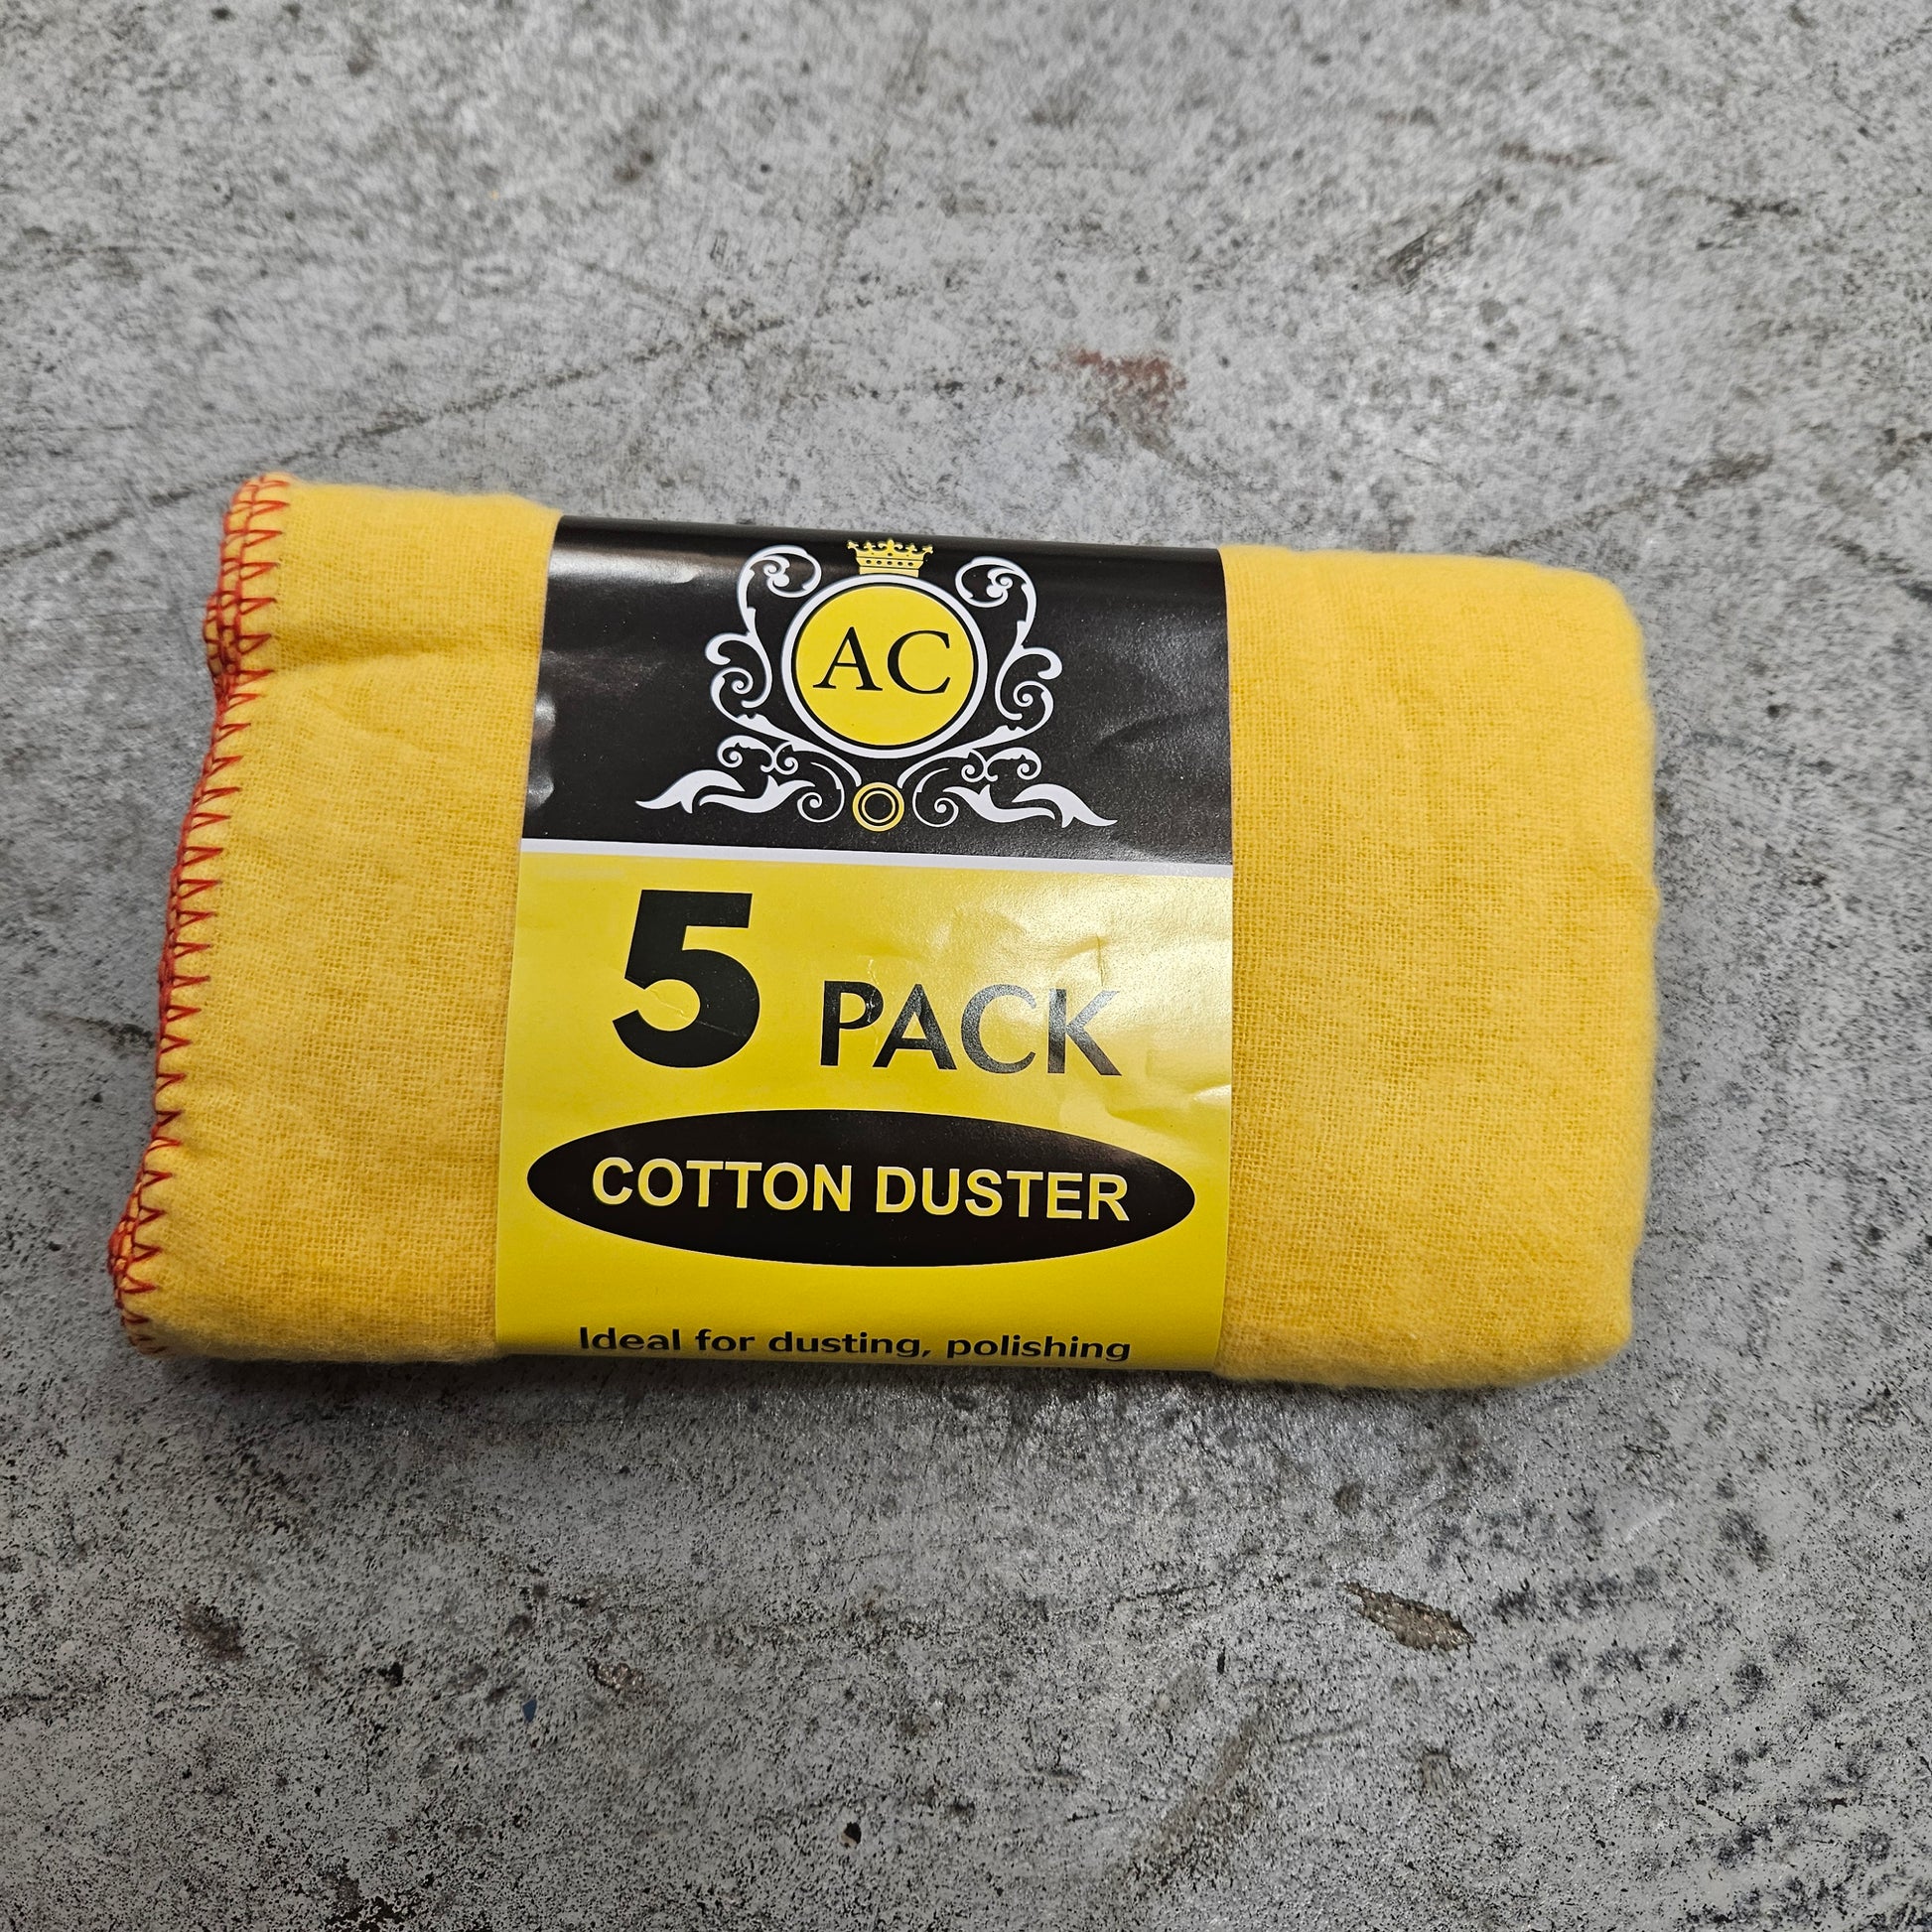 AC
5 PACK
COTTON DUSTER
Ideal for dusting, polishing